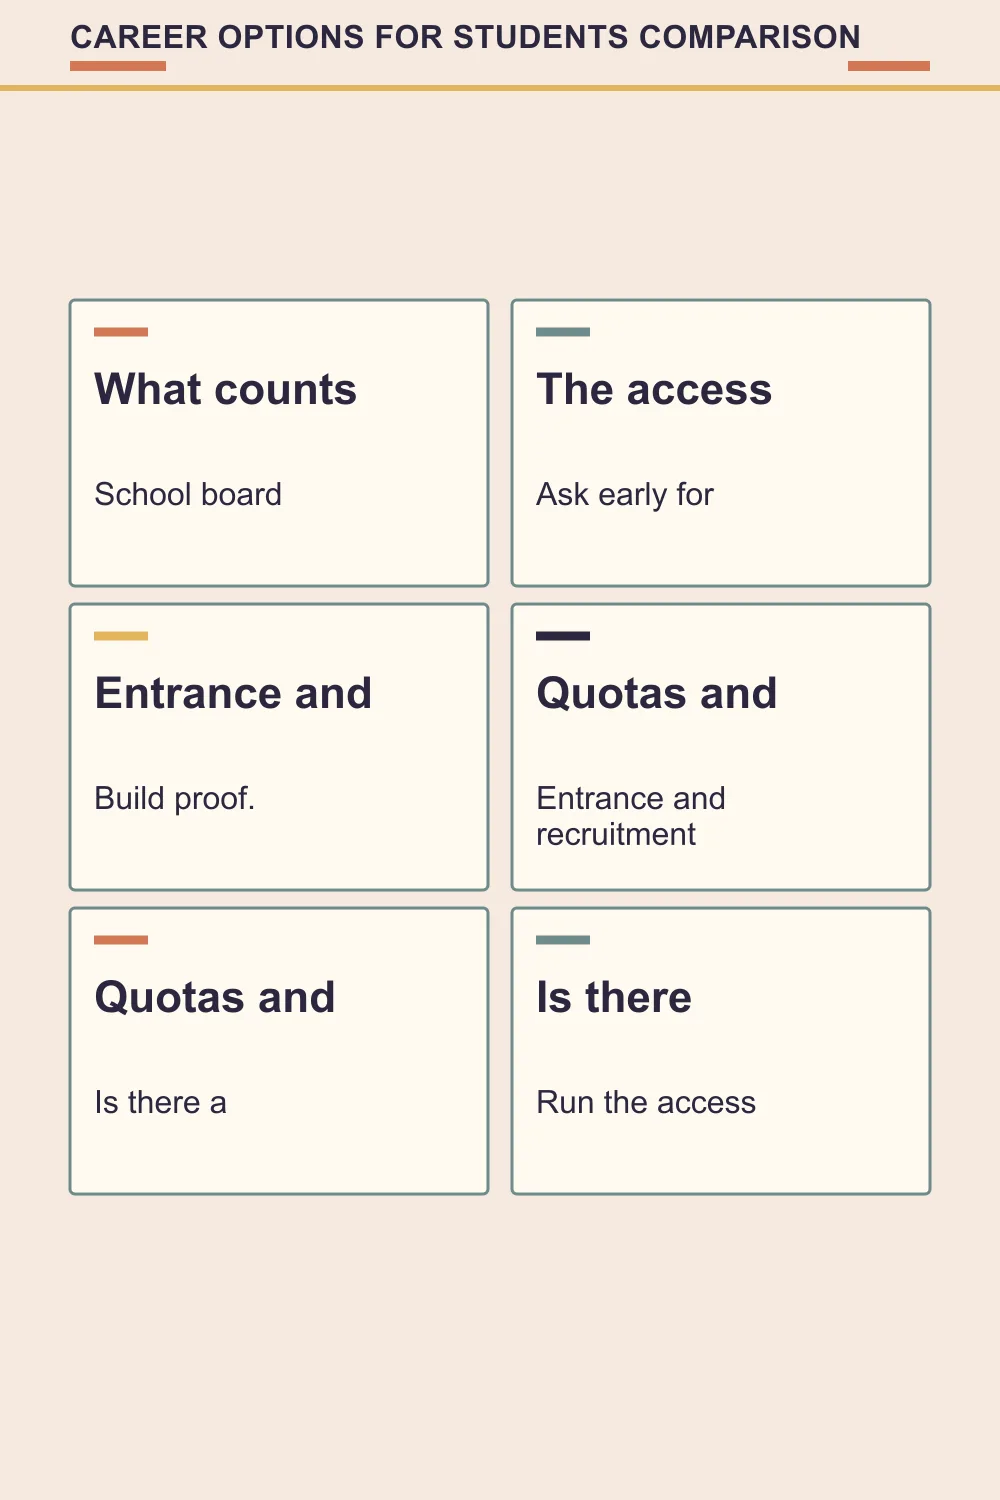 CAREER OPTIONS FOR STUDENTS COMPARISON
What counts
School board
The access
Ask early for
Entrance and
Build proof.
Quotas and
Entrance and
recruitment
Quotas and
Is there a
Is there
Run the access